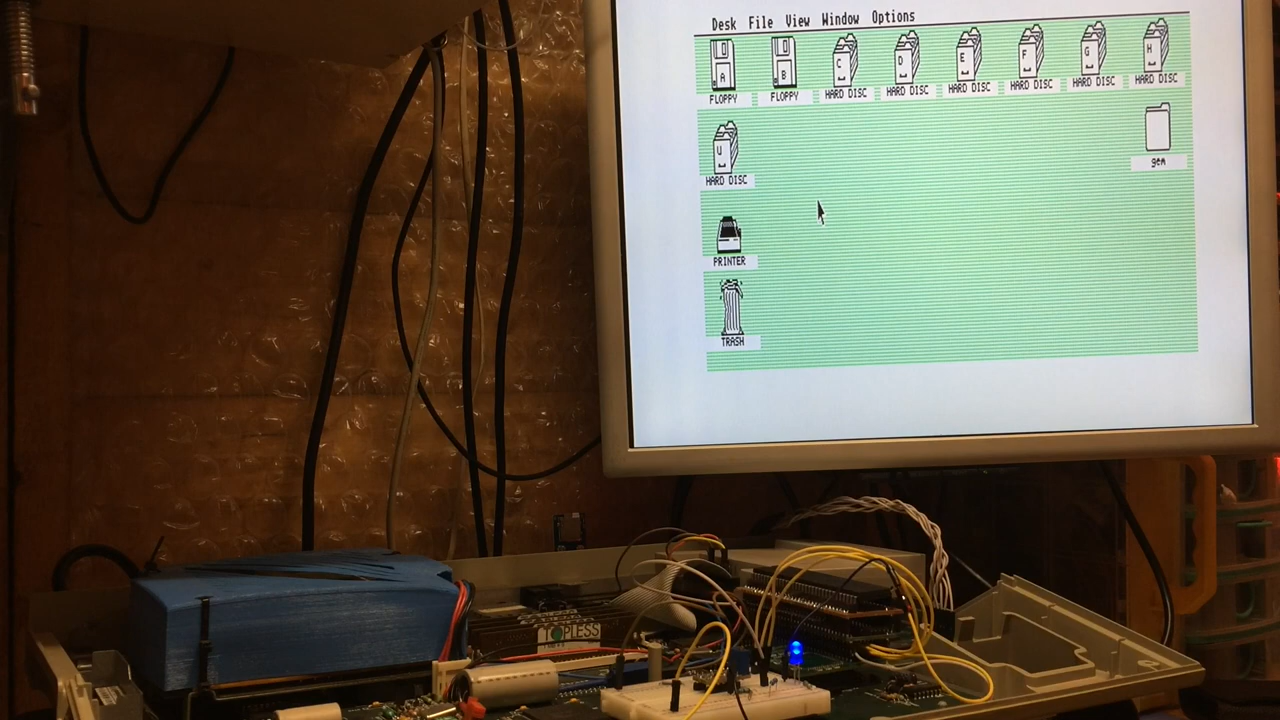 Desk File View Window Options
A B C D E F G H
FLOPPY FLOPPY HARD DISC HARD DISC HARD DISC HARD DISC HARD DISC HARD DISC
U
HARD DISC
gem
PRINTER
TRASH
TOPLESS